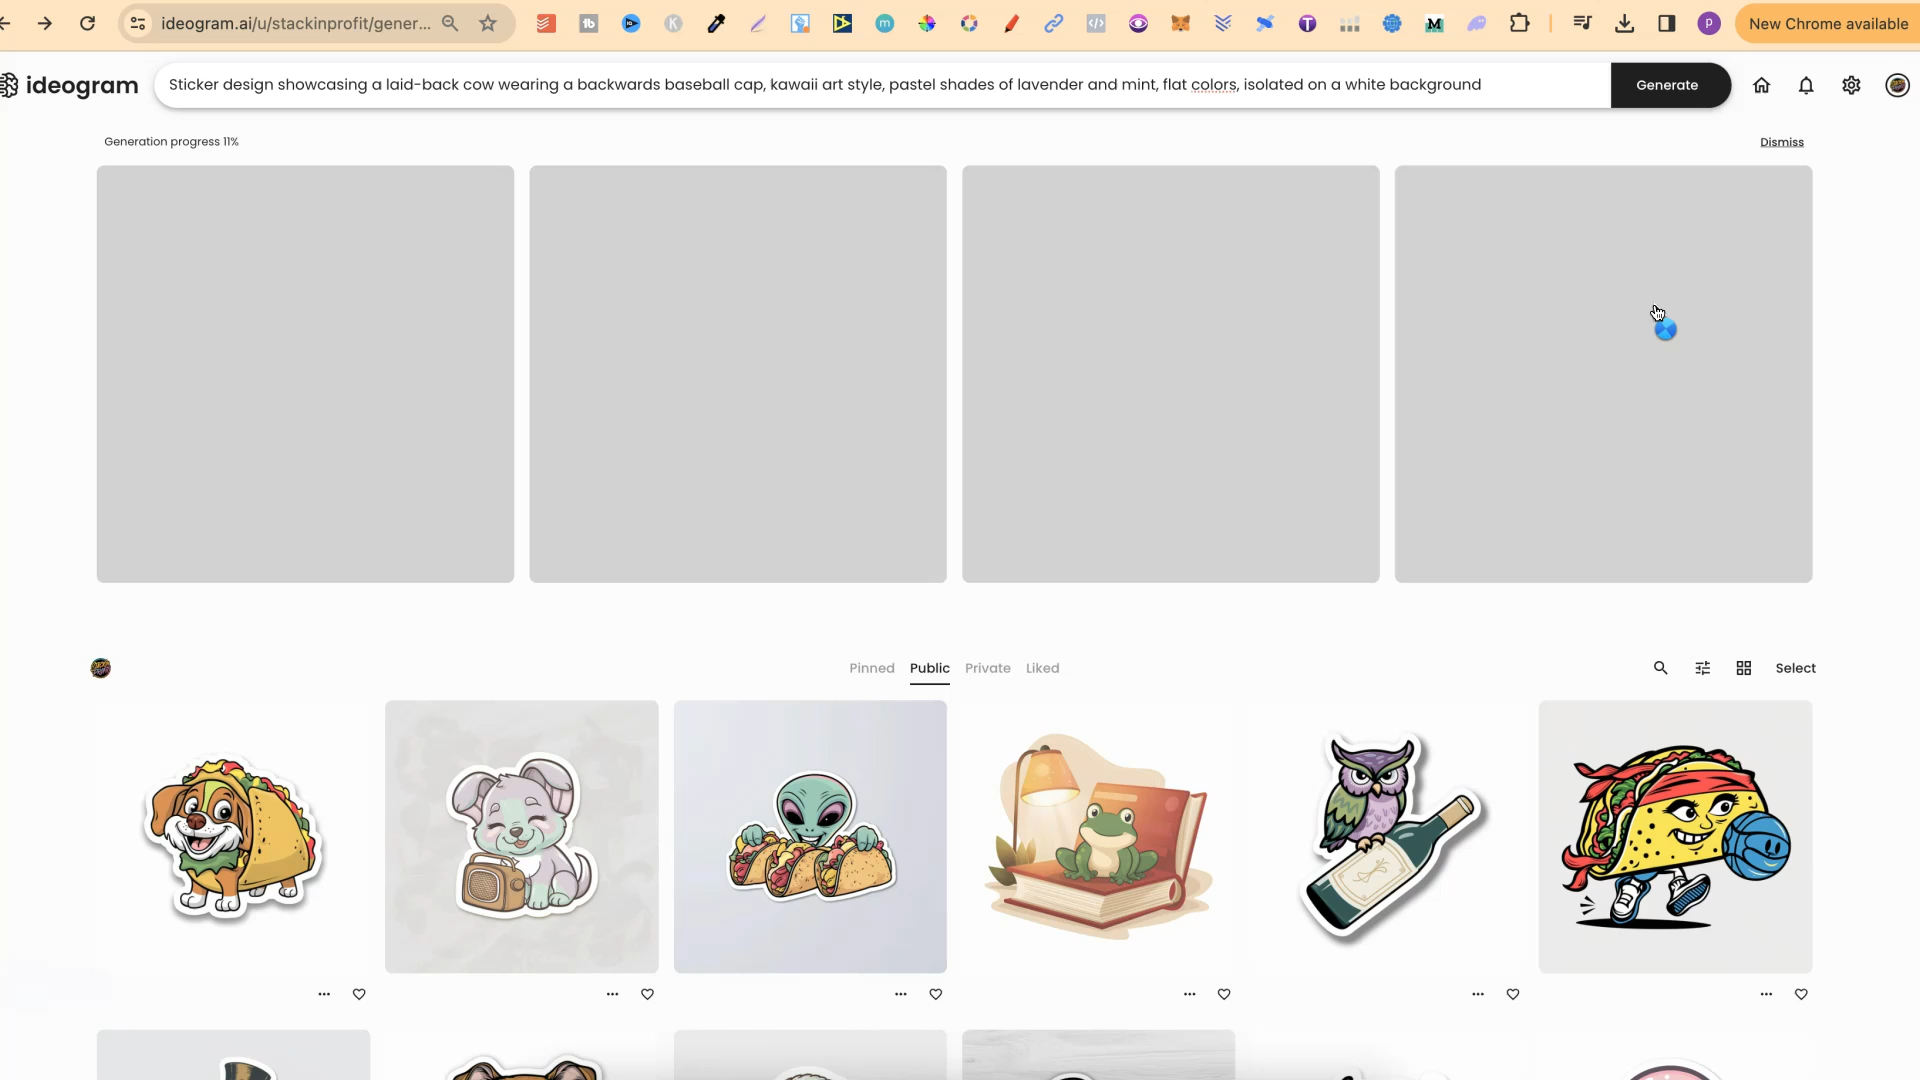 ideogram.ai/u/stackinprofit/gener...
New Chrome available
ideogram
Sticker design showcasing a laid-back cow wearing a backwards baseball cap, kawaii art style, pastel shades of lavender and mint, flat colors, isolated on a white background
Generate
Generation progress 11%
Dismiss
Pinned
Public
Private
Liked
Select